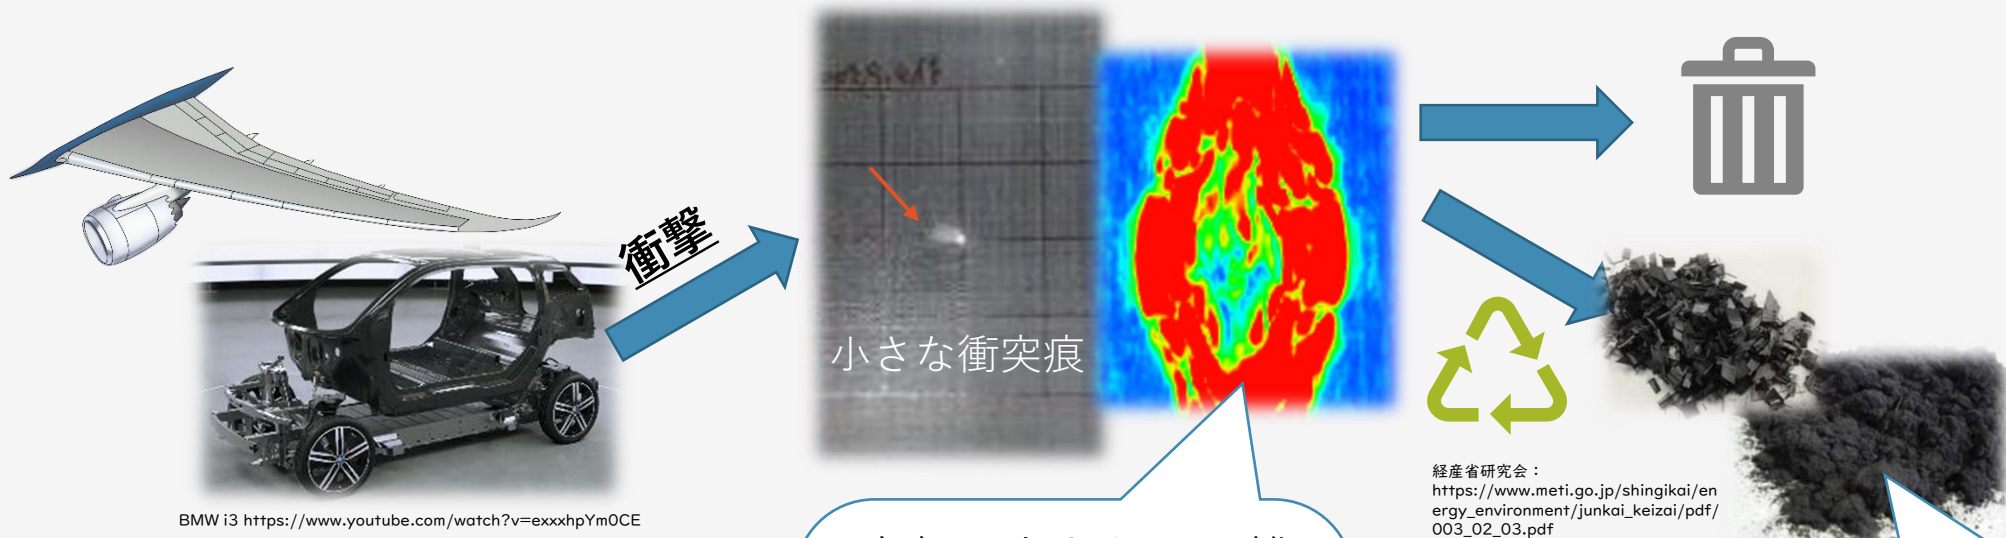 衝撃
小さな衝突痕
BMW i3 https://www.youtube.com/watch?v=exxxhpYm0CE
経産省研究会：
https://www.meti.go.jp/shingikai/en
ergy_environment/junkai_keizai/pdf/
003_02_03.pdf